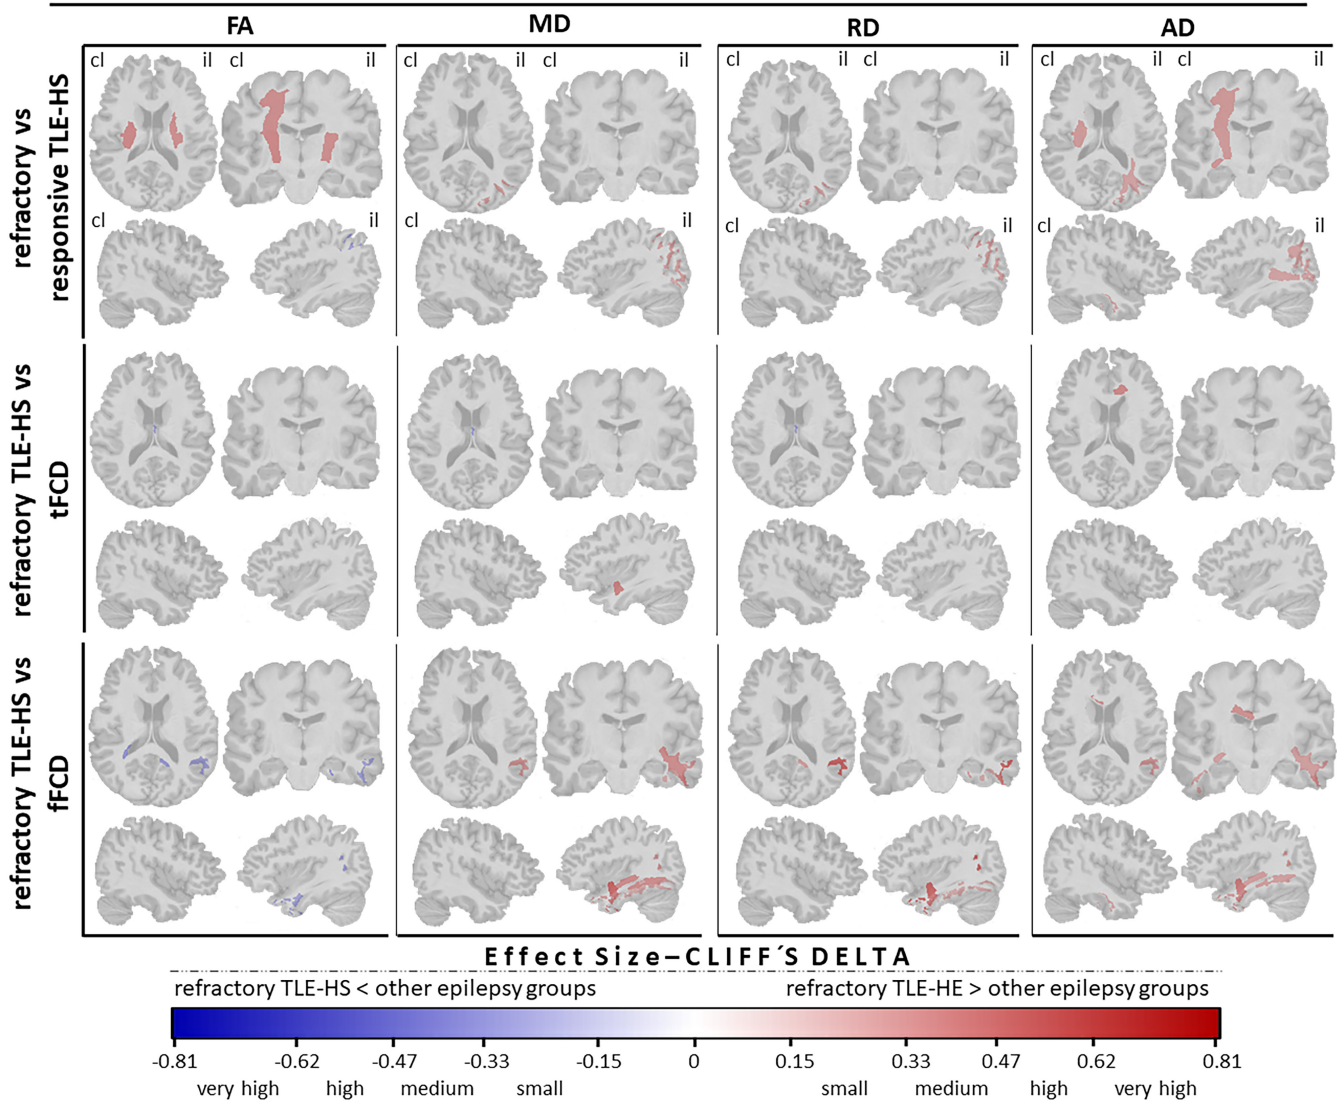 FA MD RD AD
cl il cl il cl il cl il cl il cl il cl il cl il
refractory vs
responsive TLE-HS
cl il cl il cl il cl il
refractory TLE-HS vs
tFCD
refractory TLE-HS vs
fFCD
Effect Size–CLIFF´S DELTA
refractory TLE-HS < other epilepsy groups refractory TLE-HE > other epilepsy groups
-0.81 -0.62 -0.47 -0.33 -0.15 0 0.15 0.33 0.47 0.62 0.81
very high high medium small small medium high very high